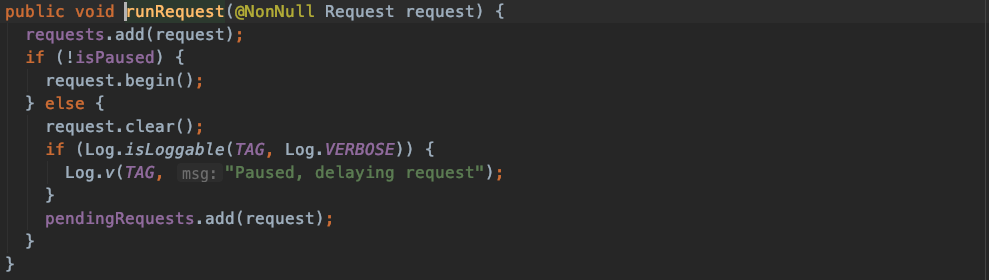 public void runRequest(@NonNull Request request) {
requests.add(request);
if (!isPaused) {
request.begin();
} else {
request.clear();
if (Log.isLoggable(TAG, Log.VERBOSE)) {
Log.v(TAG, msg: "Paused, delaying request");
}
pendingRequests.add(request);
}
}